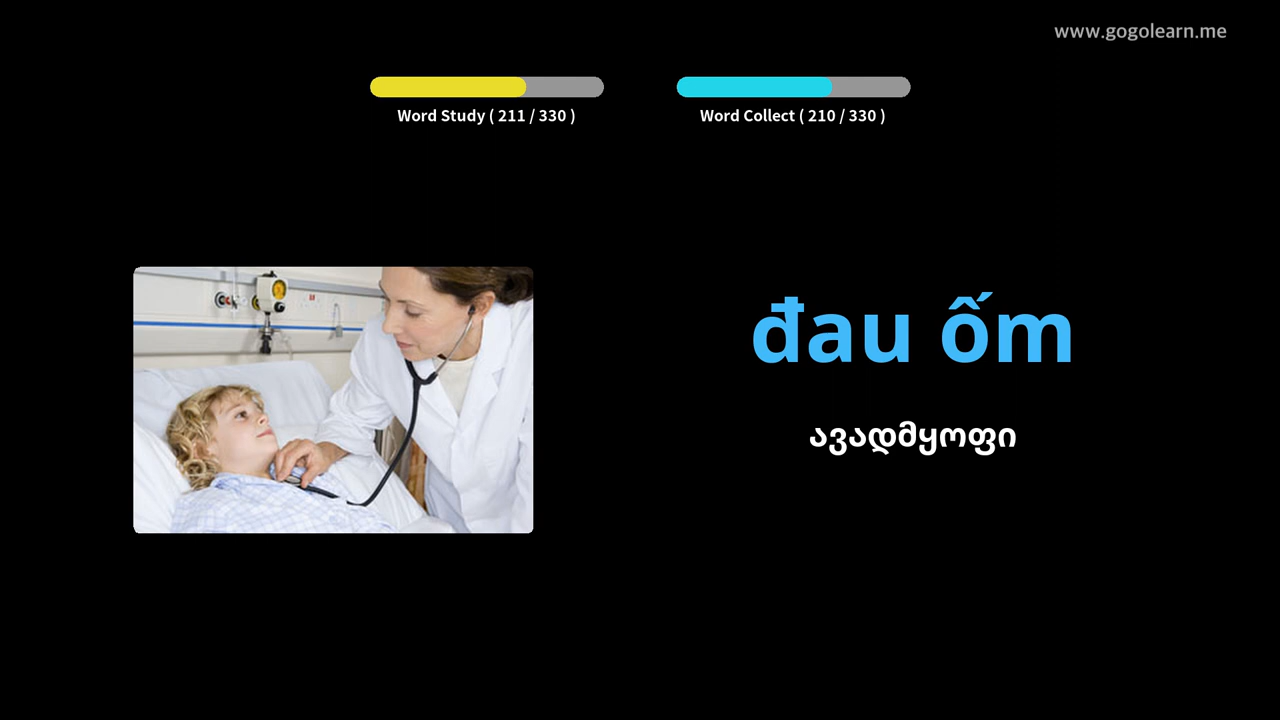 www.gogolearn.me
Word Study ( 211 / 330 )
Word Collect ( 210 / 330 )
đau ốm
ავადმყოფი